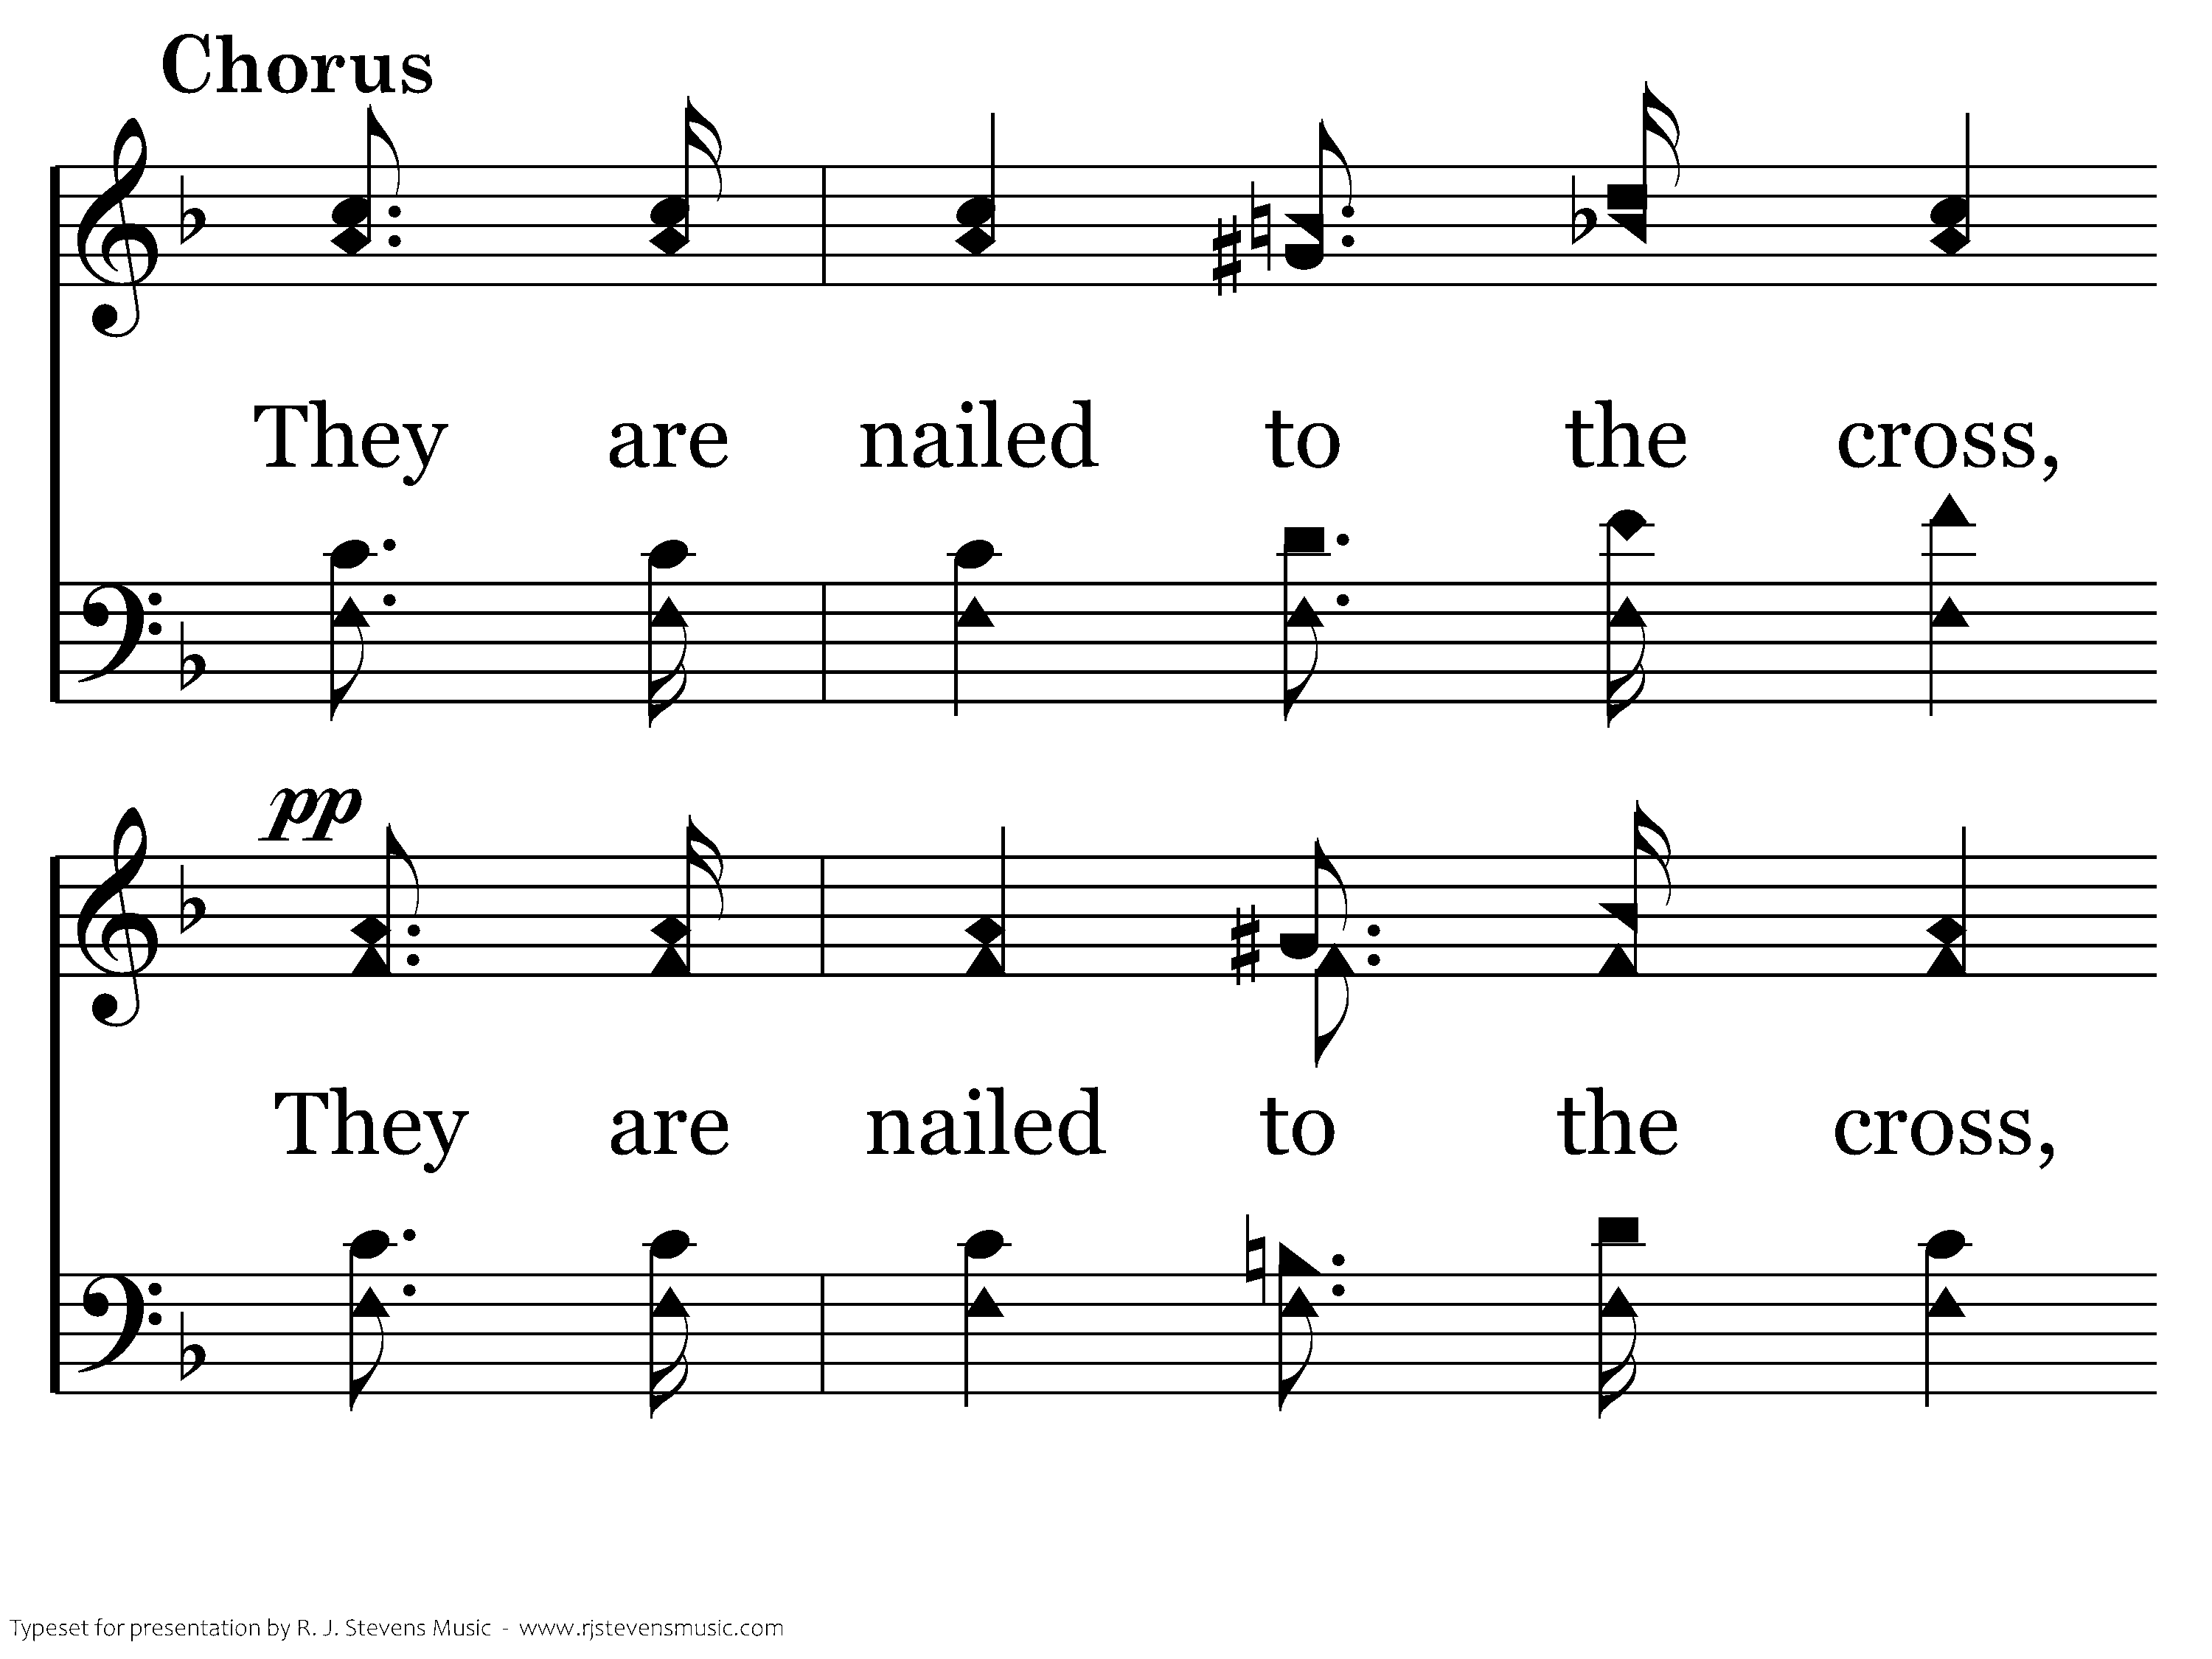 Chorus
They are nailed to the cross,
pp
They are nailed to the cross,
Typeset for presentation by R. J. Stevens Music - www.rjstevensmusic.com